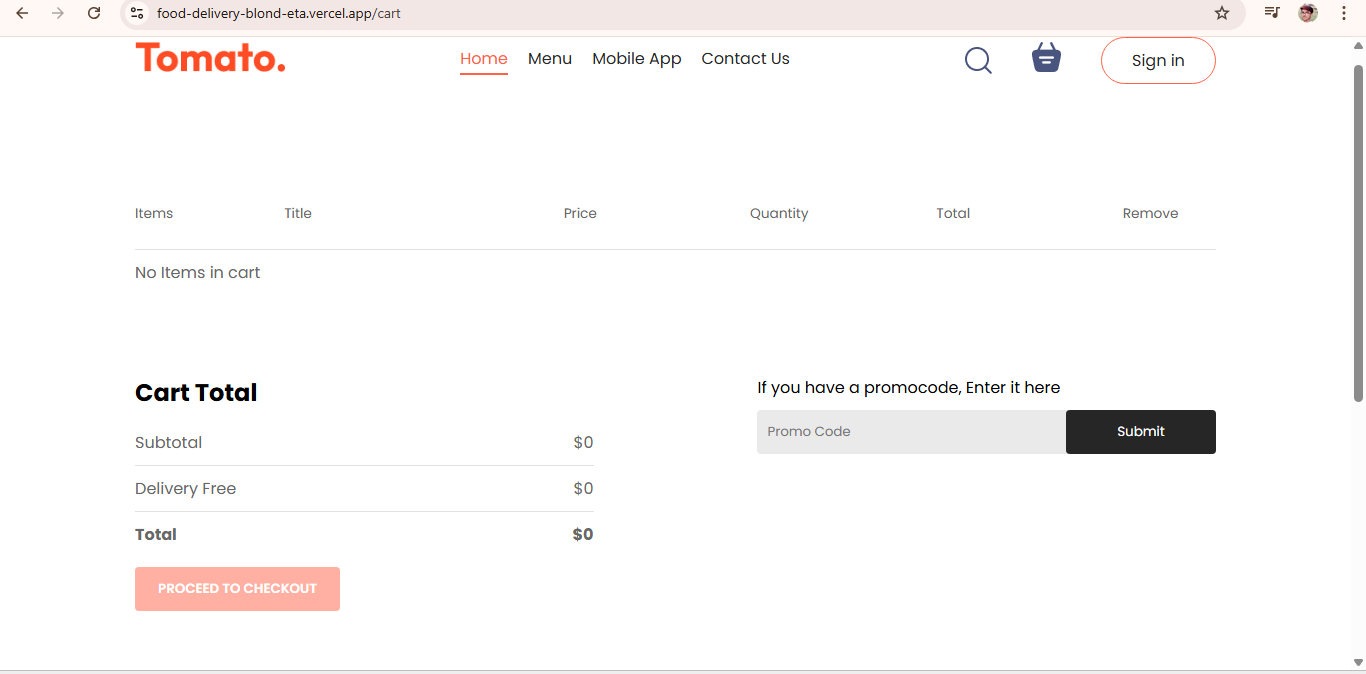 food-delivery-blond-eta.vercel.app/cart
Tomato.
Home Menu Mobile App Contact Us Sign in
Items Title Price Quantity Total Remove
No Items in cart
Cart Total
Subtotal $0
Delivery Free $0
Total $0
PROCEED TO CHECKOUT
If you have a promocode, Enter it here
Promo Code Submit